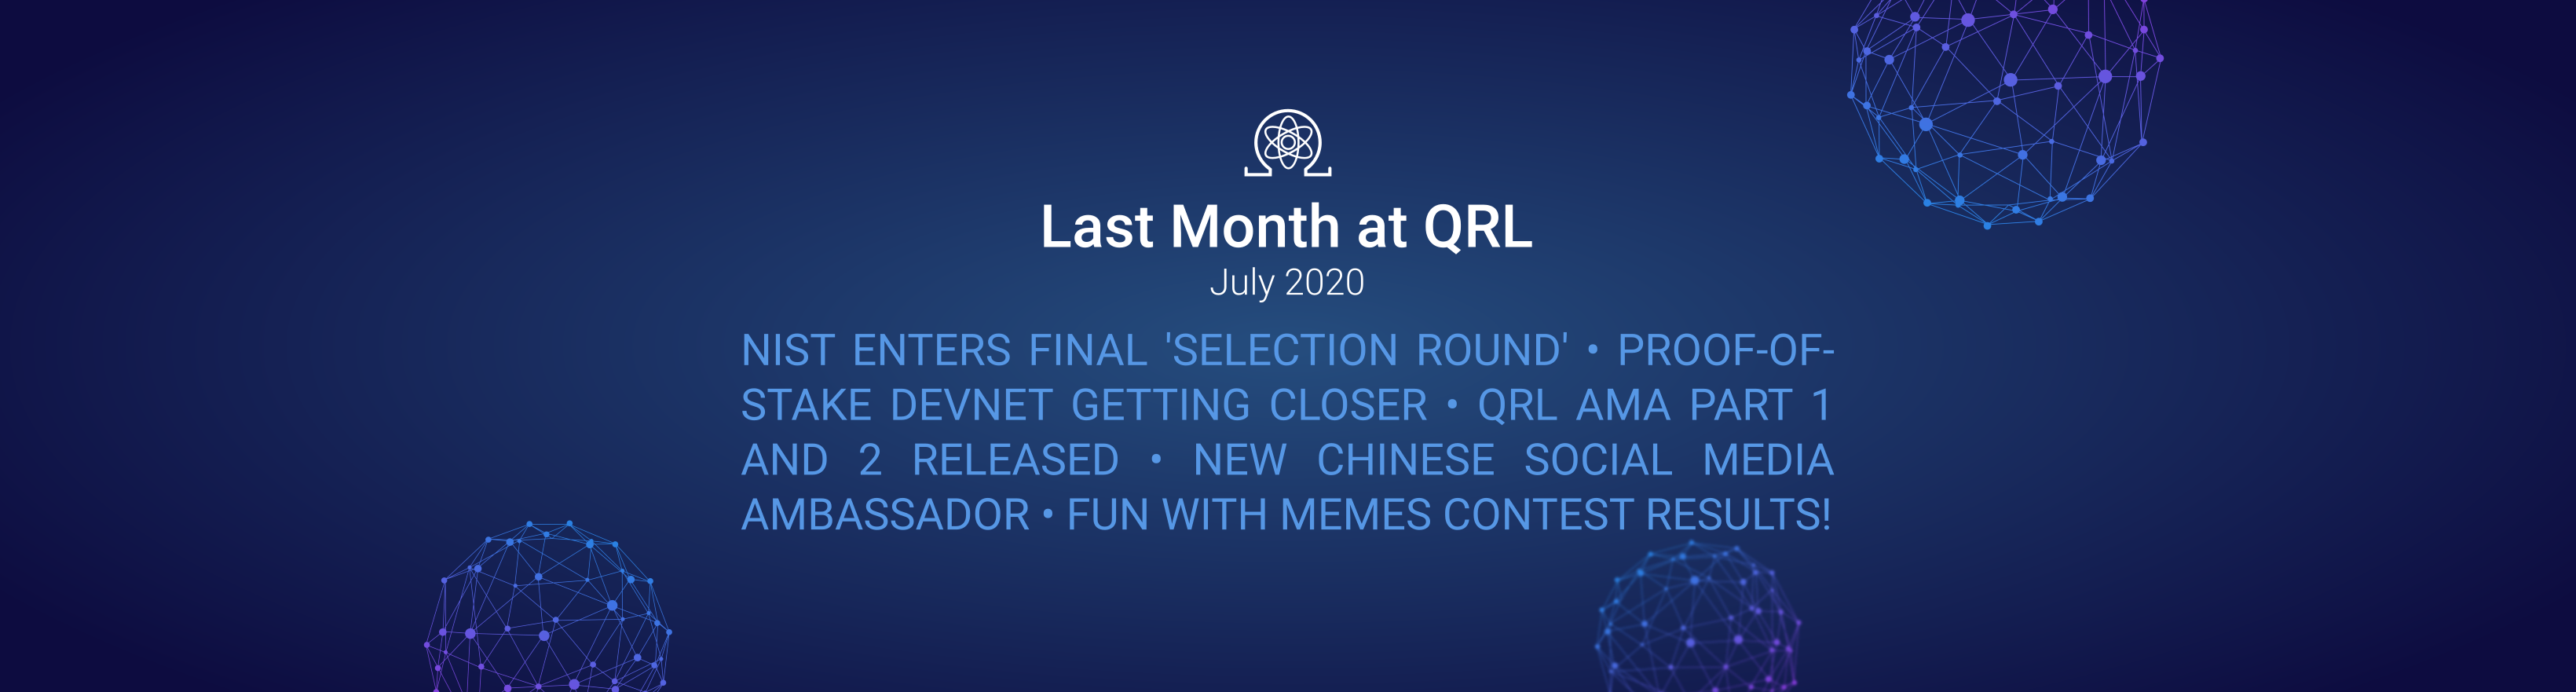 Last Month at QRL
July 2020
NIST ENTERS FINAL 'SELECTION ROUND' • PROOF-OF-
STAKE DEVNET GETTING CLOSER • QRL AMA PART 1
AND 2 RELEASED • NEW CHINESE SOCIAL MEDIA
AMBASSADOR • FUN WITH MEMES CONTEST RESULTS!